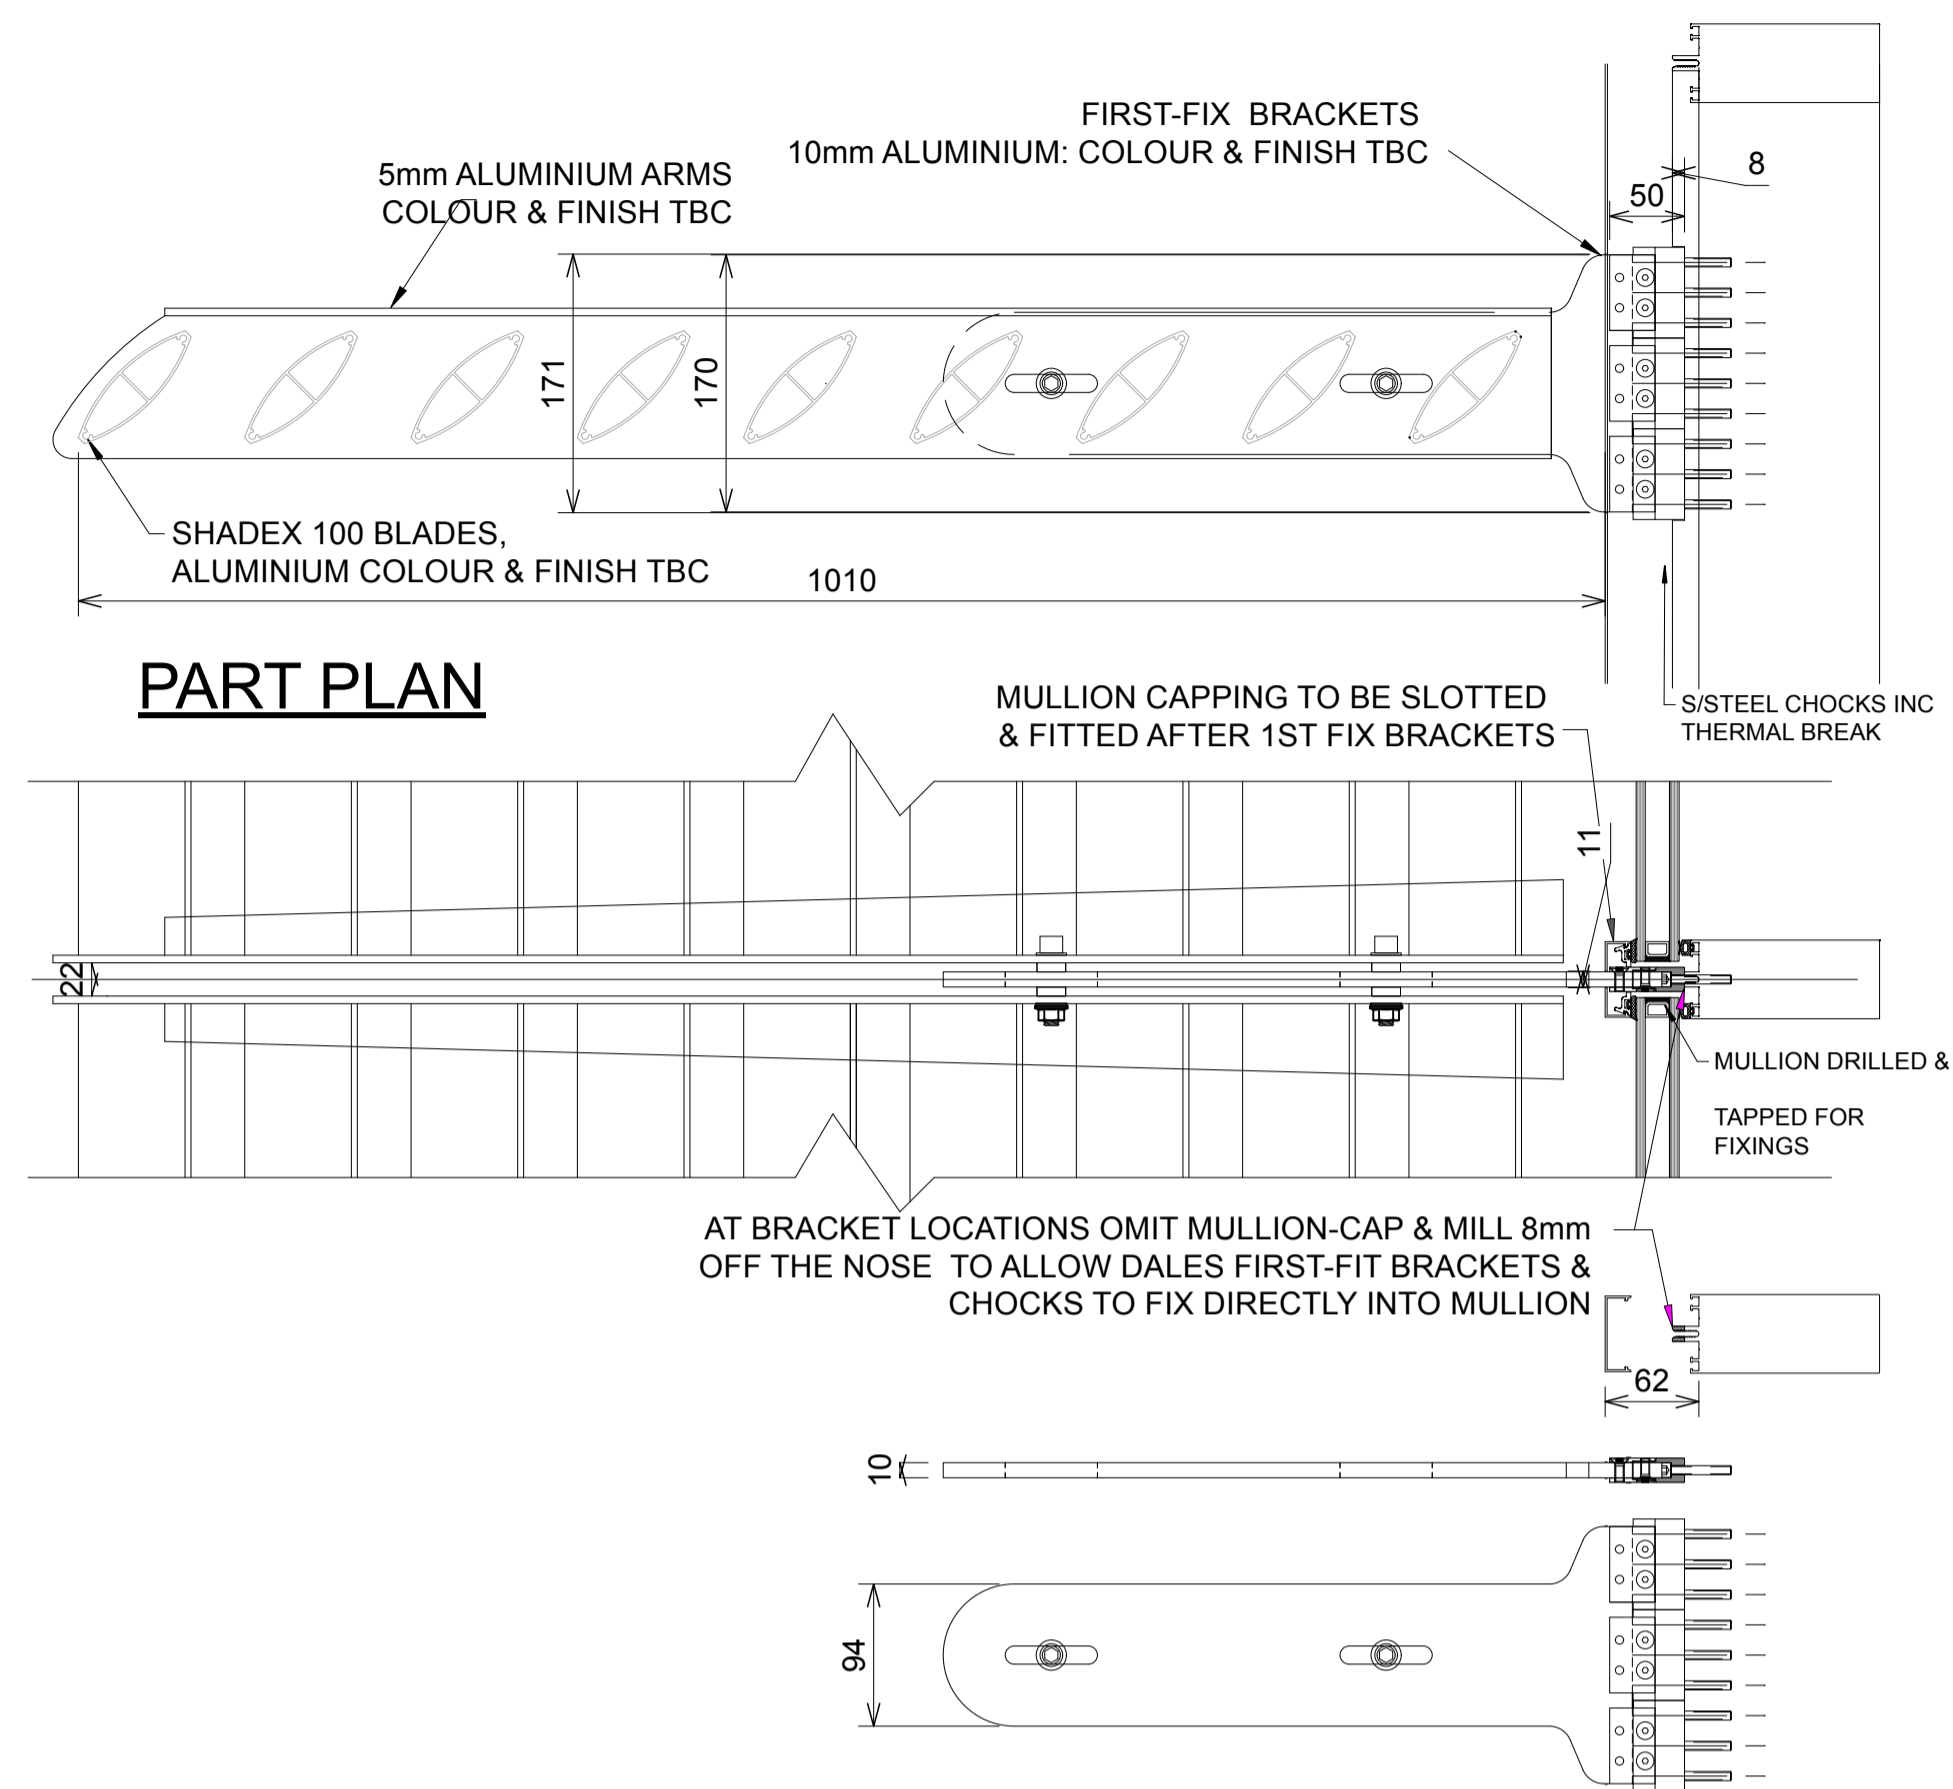 FIRST-FIX BRACKETS
10mm ALUMINIUM: COLOUR & FINISH TBC
5mm ALUMINIUM ARMS
COLOUR & FINISH TBC
8
50
171
170
SHADEX 100 BLADES,
ALUMINIUM COLOUR & FINISH TBC
1010
PART PLAN
S/STEEL CHOCKS INC
THERMAL BREAK
MULLION CAPPING TO BE SLOTTED
& FITTED AFTER 1ST FIX BRACKETS
11
22
MULLION DRILLED &
TAPPED FOR
FIXINGS
AT BRACKET LOCATIONS OMIT MULLION-CAP & MILL 8mm
OFF THE NOSE TO ALLOW DALES FIRST-FIT BRACKETS &
CHOCKS TO FIX DIRECTLY INTO MULLION
62
10
94